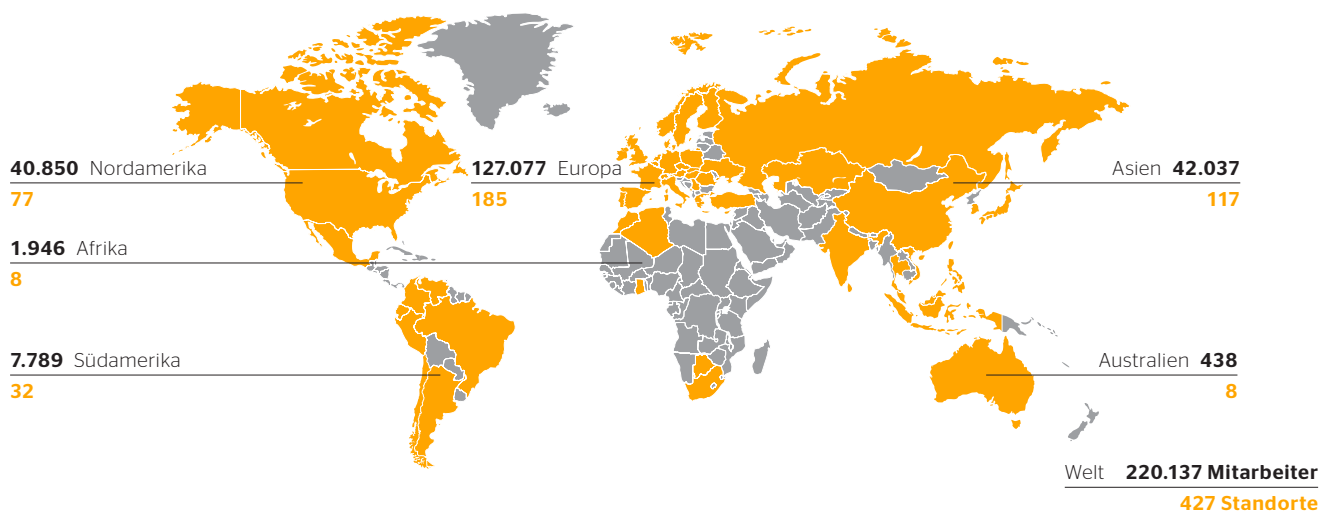 40.850 Nordamerika
77
127.077 Europa
185
Asien 42.037
117
1.946 Afrika
8
7.789 Südamerika
32
Australien 438
8
Welt 220.137 Mitarbeiter
427 Standorte